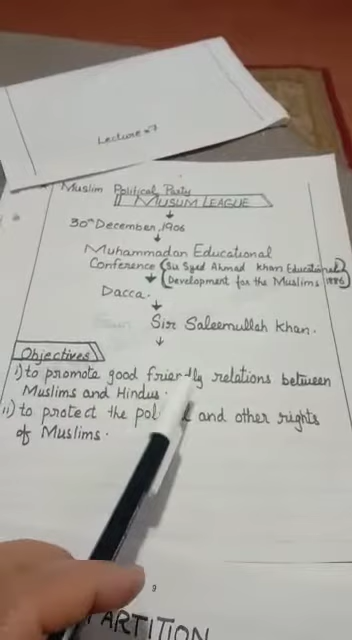 Lecture #7
Muslim Political Party
MUSLIM LEAGUE
30th December, 1906
Muhammadan Educational
Conference (Sir Syed Ahmad Khan Educational
Development for the Muslims 1886)
Dacca.
Sir Saleemullah Khan.
Objectives
i) to promote good friendly relations between
Muslims and Hindus.
ii) to protect the pol l and other rights
of Muslims.
9
PARTITION